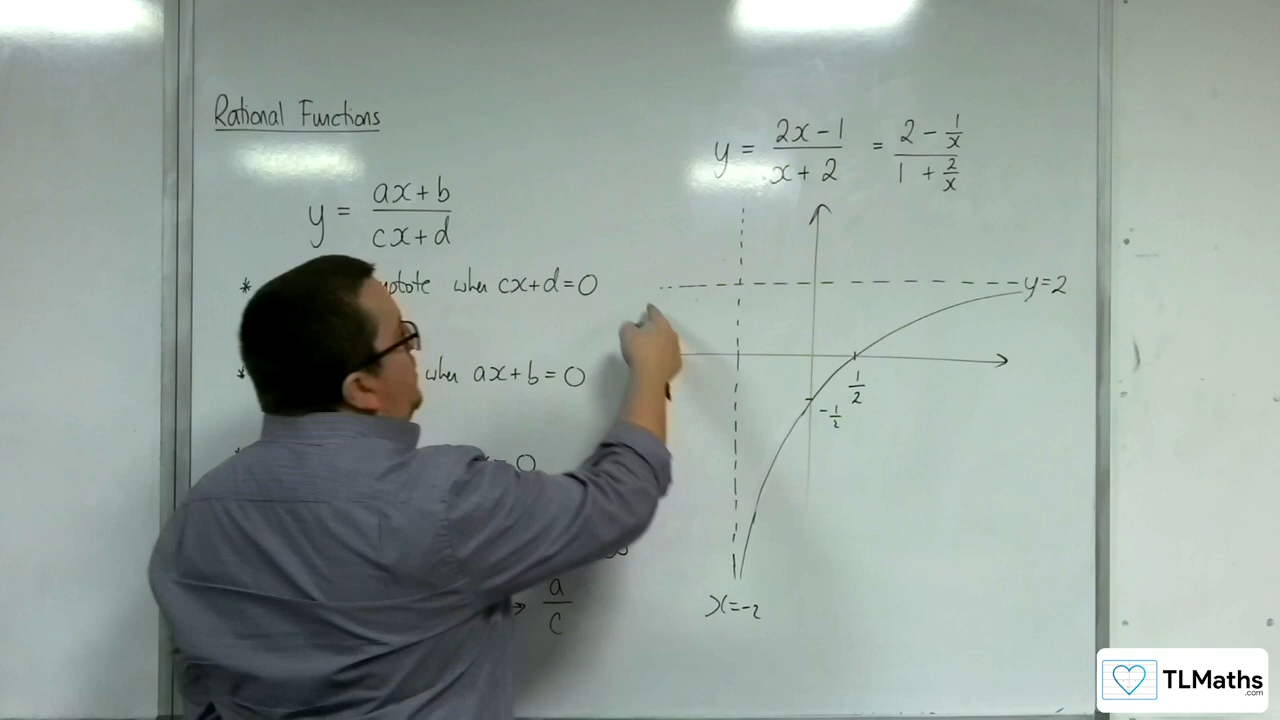 Rational Functions
y = (ax+b)/(cx+d)
* when cx+d=0
* when ax+b=0
= 0
→ a/c
y = (2x-1)/(x+2) = (2 - 1/x)/(1 + 2/x)
y=2
1/2
-1/2
x=-2
TLMaths
.com